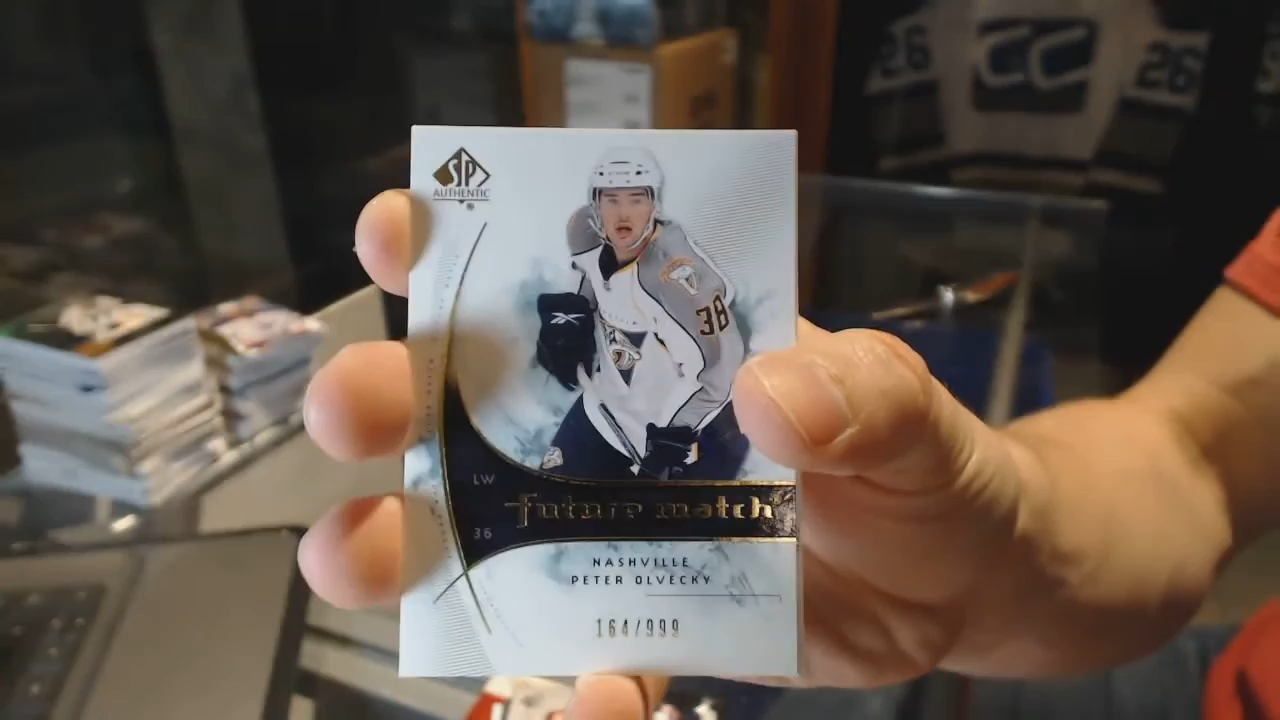 SP
AUTHENTIC
38
LW
future watch
36
NASHVILLE
PETER OLVECKY
164/999
26
26